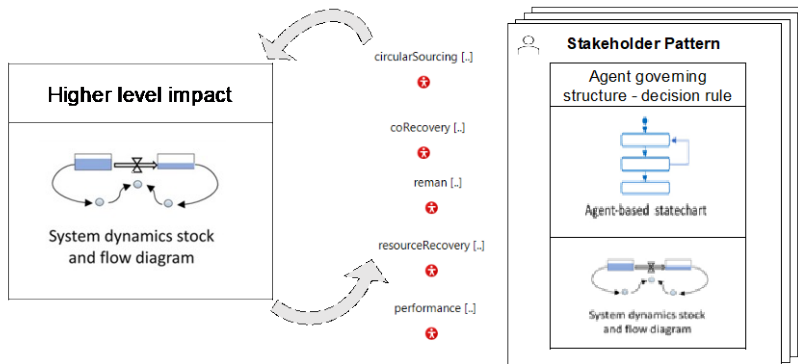 Higher level impact
System dynamics stock
and flow diagram
circularSourcing [..]
coRecovery [..]
reman [..]
resourceRecovery [..]
performance [..]
Stakeholder Pattern
Agent governing
structure - decision rule
Agent-based statechart
System dynamics stock
and flow diagram